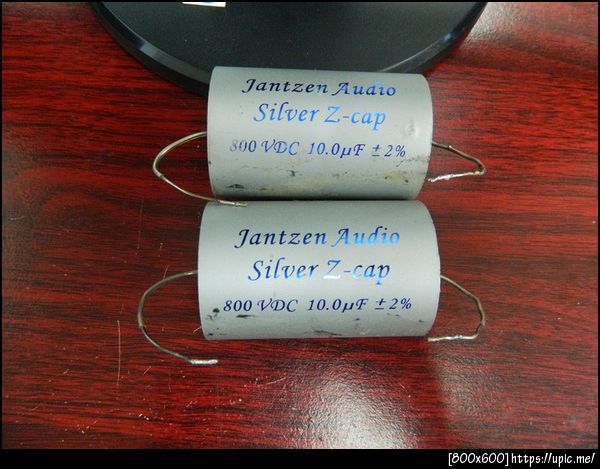 Jantzen Audio
Silver Z-cap
800 VDC 10.0µF ±2%
Jantzen Audio
Silver Z-cap
800 VDC 10.0µF ±2%
[800x600]https://upic.me/